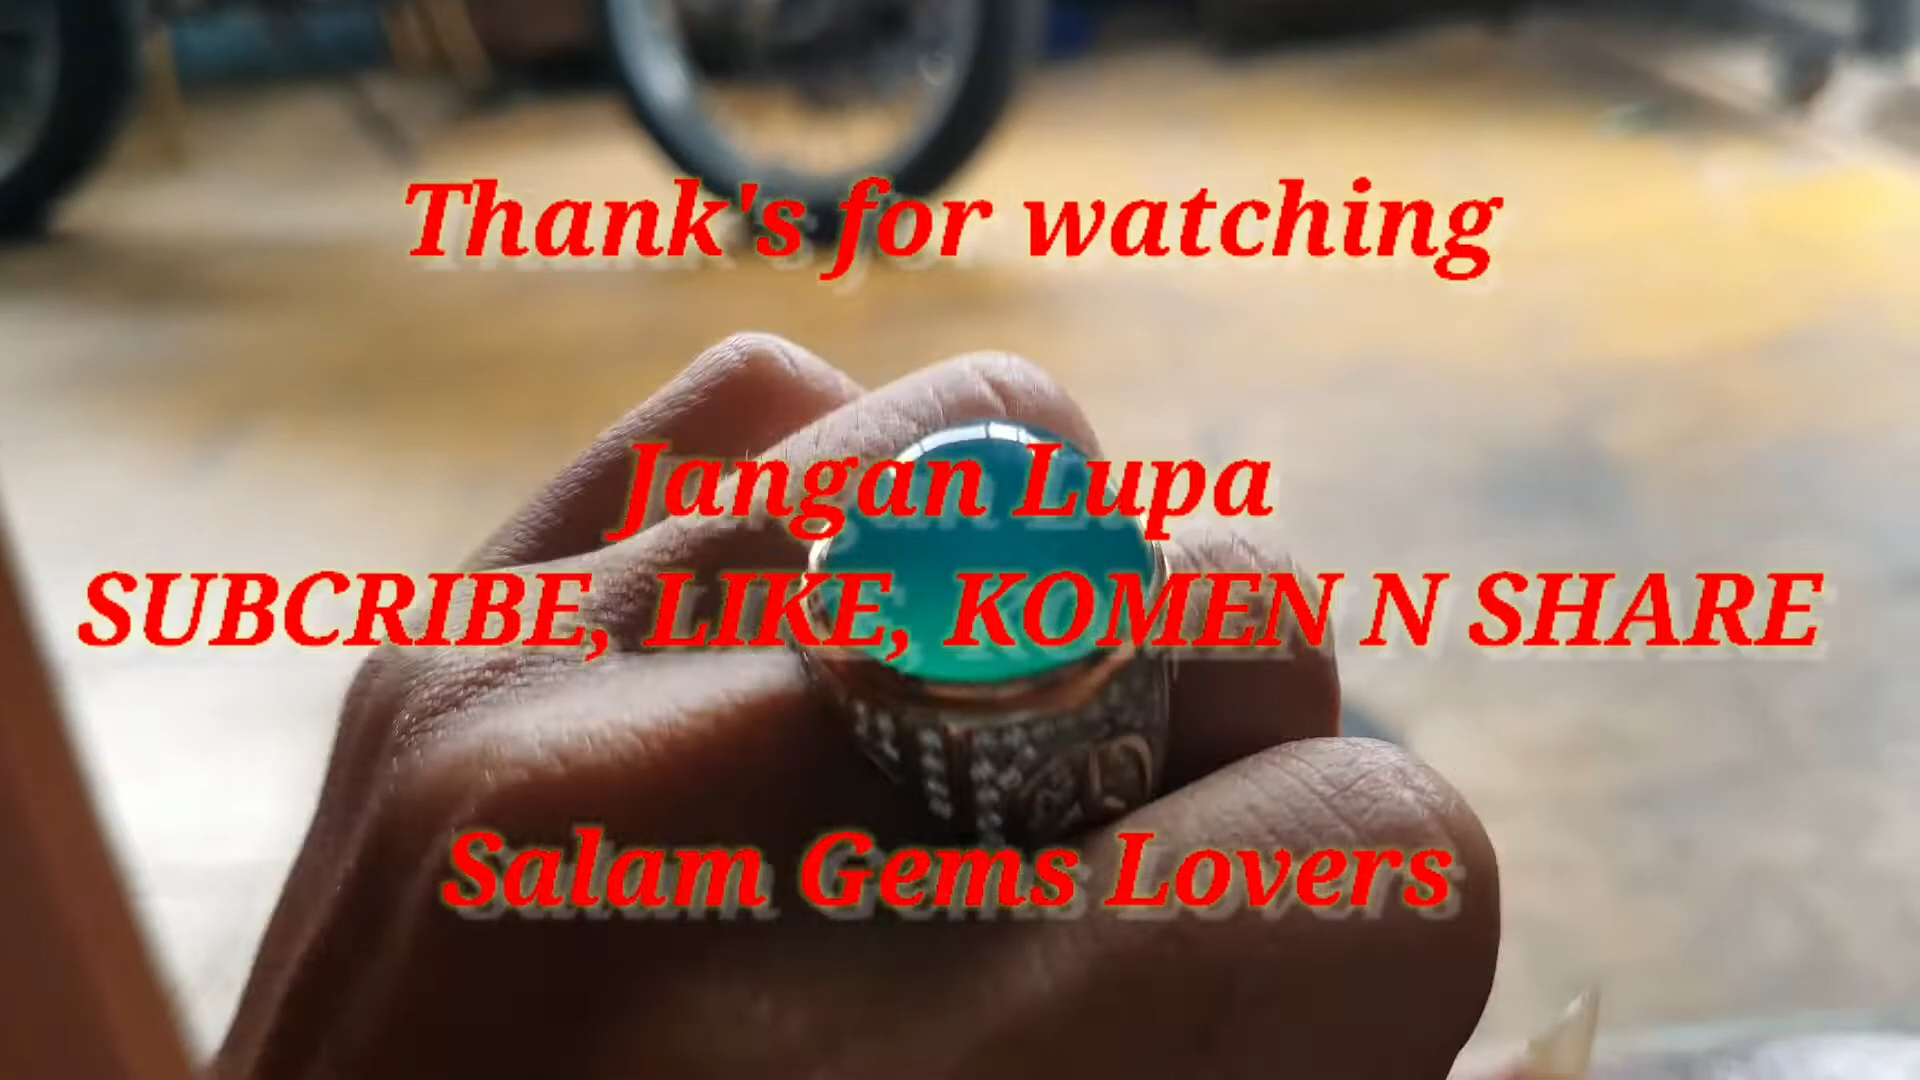 Thank's for watching
Jangan Lupa
SUBCRIBE, LIKE, KOMEN N SHARE
Salam Gems Lovers